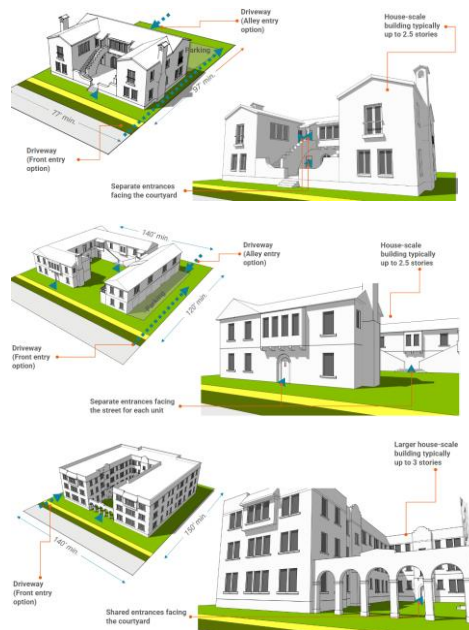 Driveway
(Alley entry
option)
Parking
97' min.
77' min.
Driveway
(Front entry
option)
House-scale
building typically
up to 2.5 stories
Separate entrances
facing the courtyard
140' min.
Driveway
(Alley entry
option)
Parking
120' min.
Driveway
(Front entry
option)
House-scale
building typically
up to 2.5 stories
Separate entrances facing
the street for each unit
Larger house-scale
building typically
up to 3 stories
150' min.
140' min.
Driveway
(Front entry
option)
Shared entrances facing
the courtyard